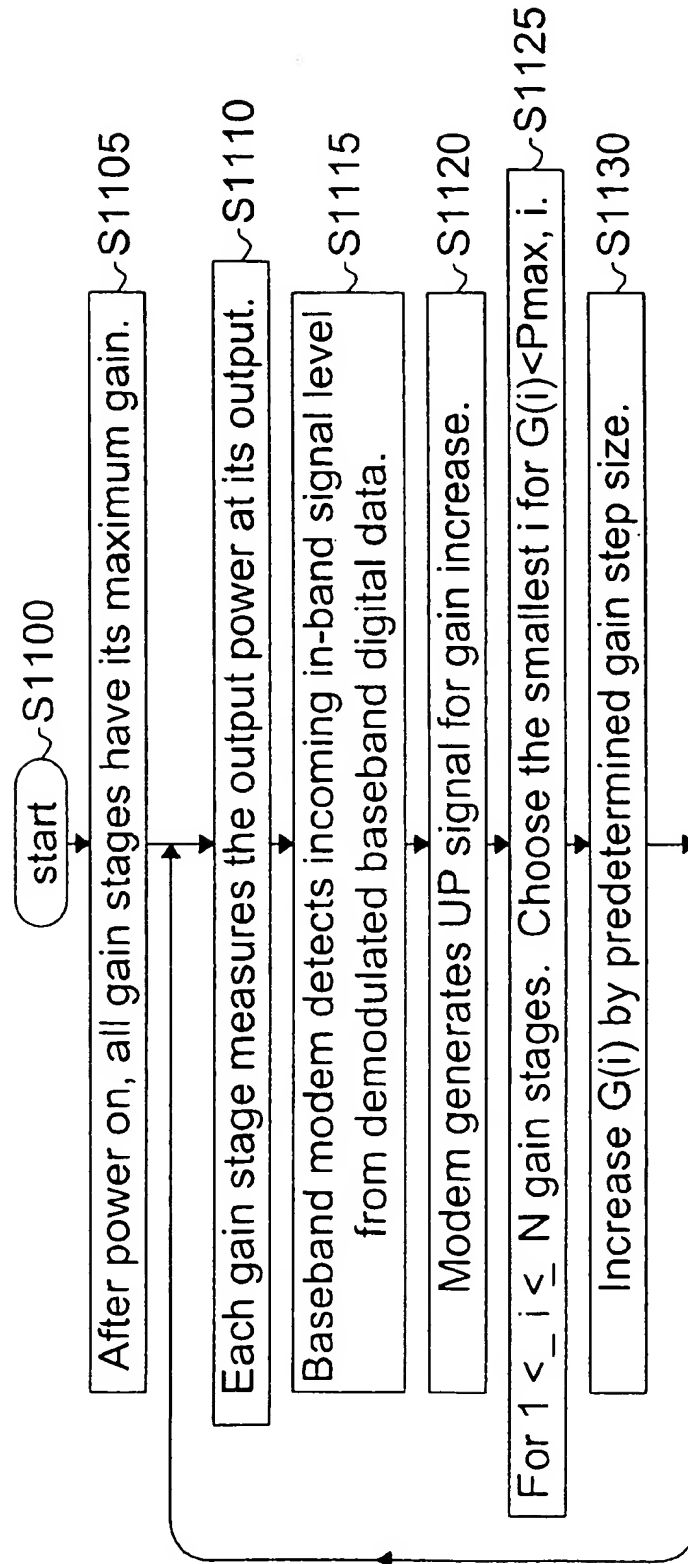 start S1100
After power on, all gain stages have its maximum gain. S1105
Each gain stage measures the output power at its output. S1110
Baseband modem detects incoming in-band signal level S1115
from demodulated baseband digital data.
Modem generates UP signal for gain increase. S1120
For 1 <_ i <_ N gain stages. Choose the smallest i for G(i)<Pmax, i. S1125
Increase G(i) by predetermined gain step size. S1130